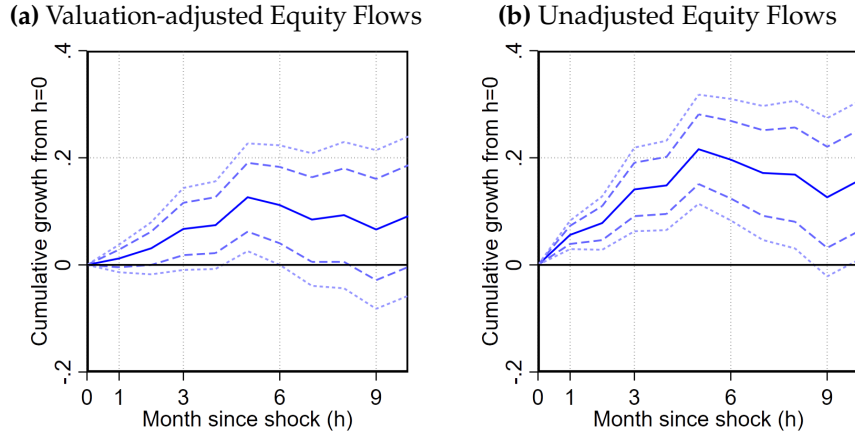 (a) Valuation-adjusted Equity Flows
Cumulative growth from h=0
.4
.2
0
-.2
0 1 3 6 9
Month since shock (h)
(b) Unadjusted Equity Flows
Cumulative growth from h=0
.4
.2
0
-.2
0 1 3 6 9
Month since shock (h)